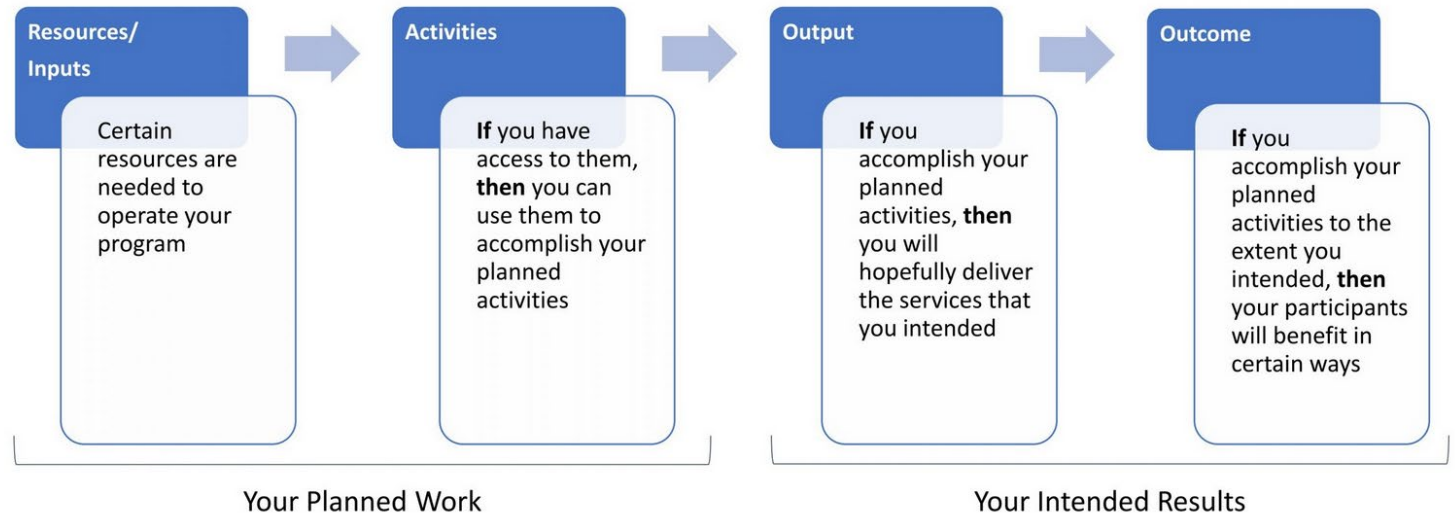 Resources/
Inputs
Certain
resources are
needed to
operate your
program
Activities
If you have
access to them,
then you can
use them to
accomplish your
planned
activities
Output
If you
accomplish your
planned
activities, then
you will
hopefully deliver
the services that
you intended
Outcome
If you
accomplish your
planned
activities to the
extent you
intended, then
your participants
will benefit in
certain ways
Your Planned Work
Your Intended Results